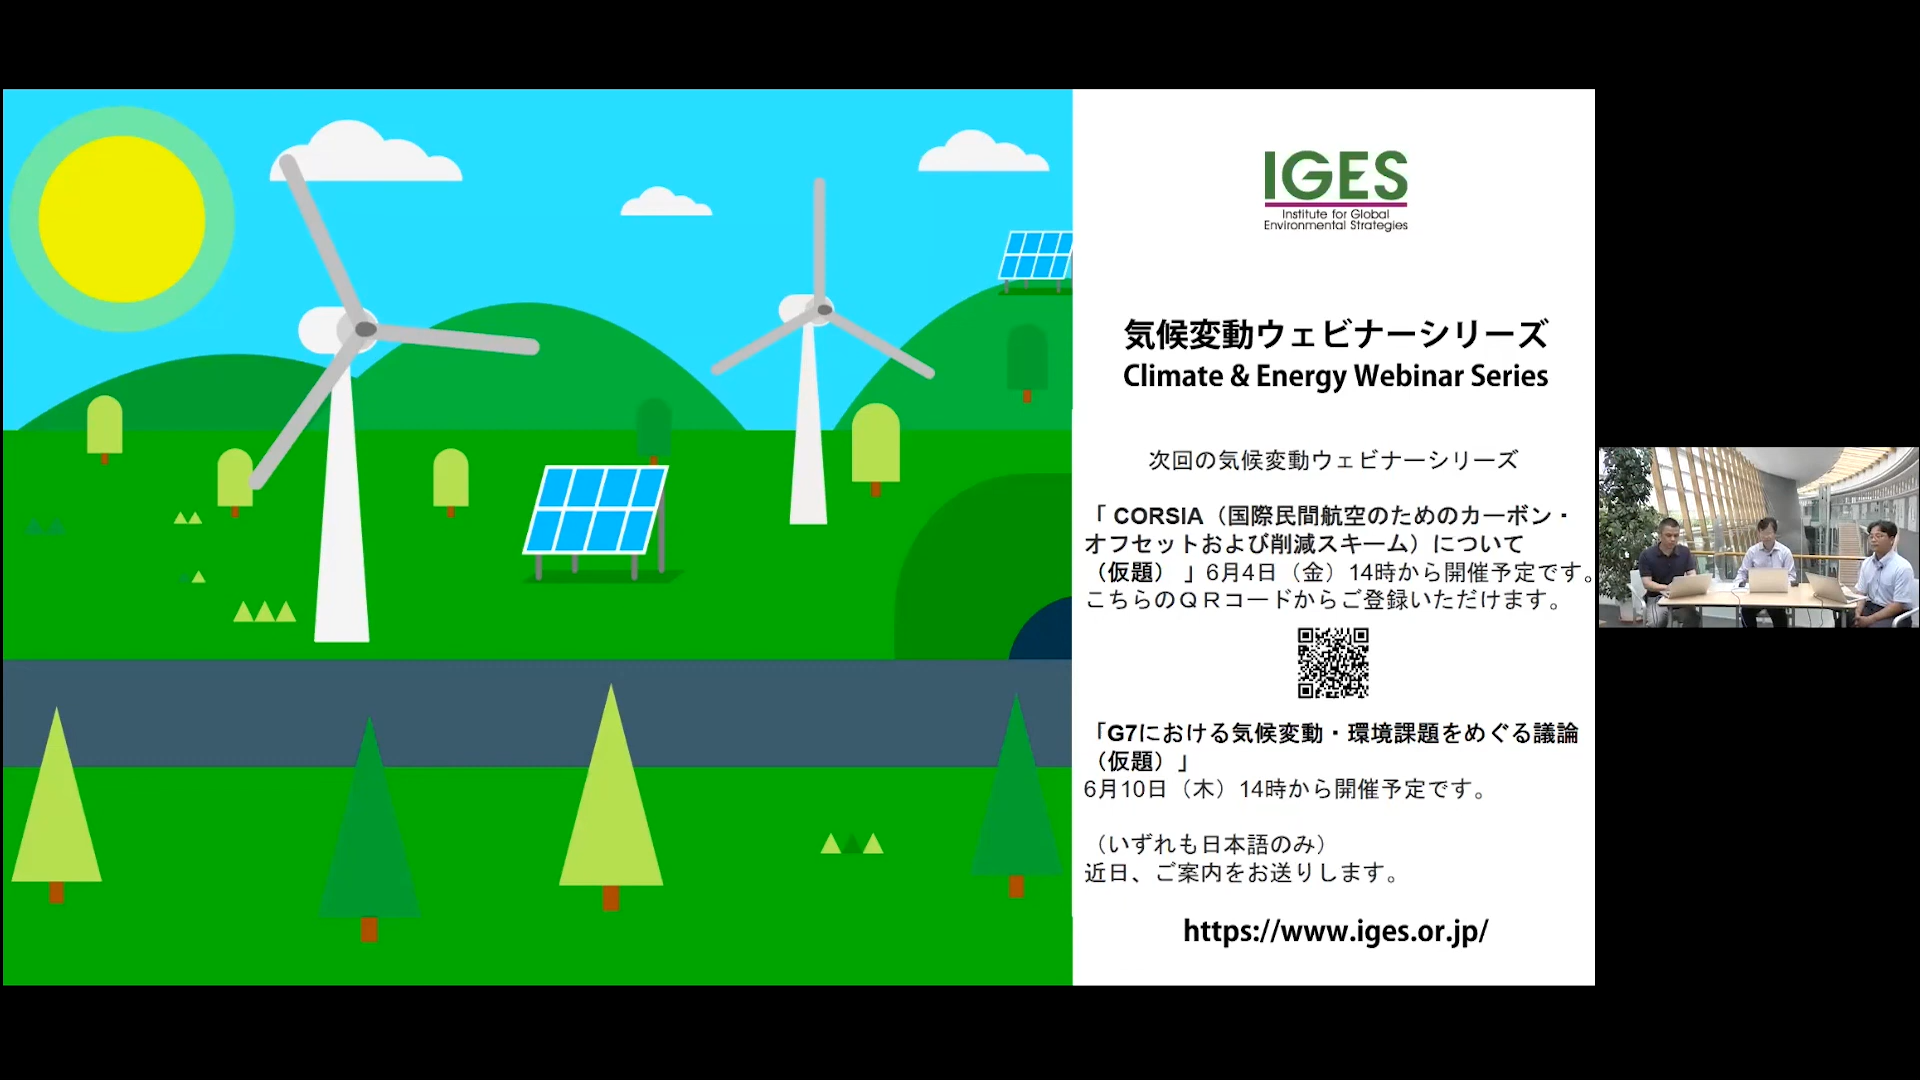 IGES
Institute for Global
Environmental Strategies
気候変動ウェビナーシリーズ
Climate & Energy Webinar Series
次回の気候変動ウェビナーシリーズ
「 CORSIA（国際民間航空のためのカーボン・
オフセットおよび削減スキーム）について
（仮題）」6月4日（金）14時から開催予定です。
こちらのＱＲコードからご登録いただけます。
「G7における気候変動・環境課題をめぐる議論
（仮題）」
6月10日（木）14時から開催予定です。
（いずれも日本語のみ）
近日、ご案内をお送りします。
https://www.iges.or.jp/